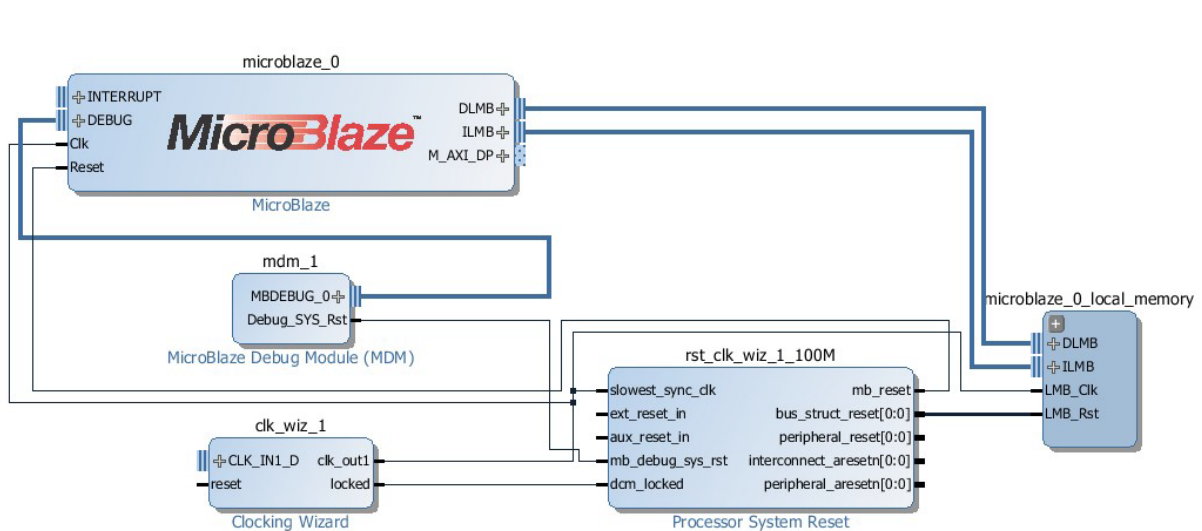 microblaze_0
INTERRUPT
DEBUG
Clk
Reset
MicroBlaze™
DLMB
ILMB
M_AXI_DP
MicroBlaze
mdm_1
MBDEBUG_0
Debug_SYS_Rst
MicroBlaze Debug Module (MDM)
microblaze_0_local_memory
DLMB
ILMB
LMB_Clk
LMB_Rst
rst_clk_wiz_1_100M
slowest_sync_clk
ext_reset_in
aux_reset_in
mb_debug_sys_rst
dcm_locked
mb_reset
bus_struct_reset[0:0]
peripheral_reset[0:0]
interconnect_aresetn[0:0]
peripheral_aresetn[0:0]
Processor System Reset
clk_wiz_1
CLK_IN1_D
reset
clk_out1
locked
Clocking Wizard